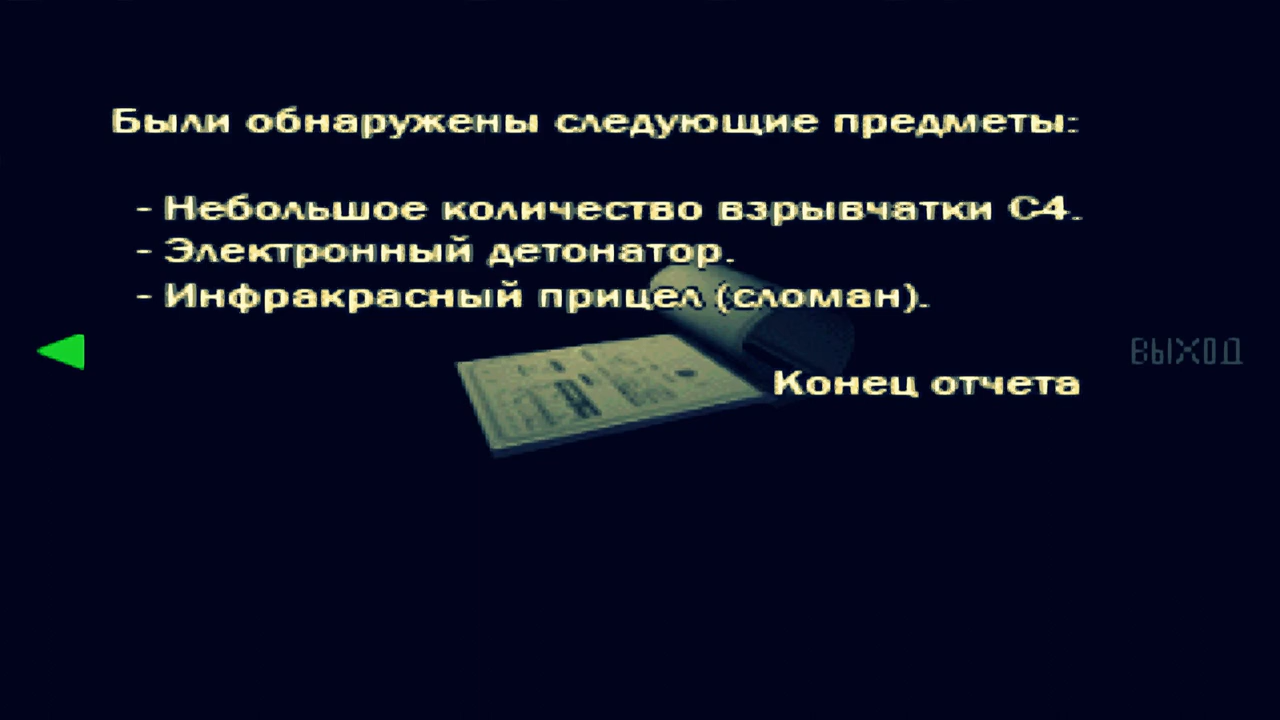 Были обнаружены следующие предметы:
- Небольшое количество взрывчатки С4.
- Электронный детонатор.
- Инфракрасный прицел (сломан).
ВЫХОД
Конец отчета